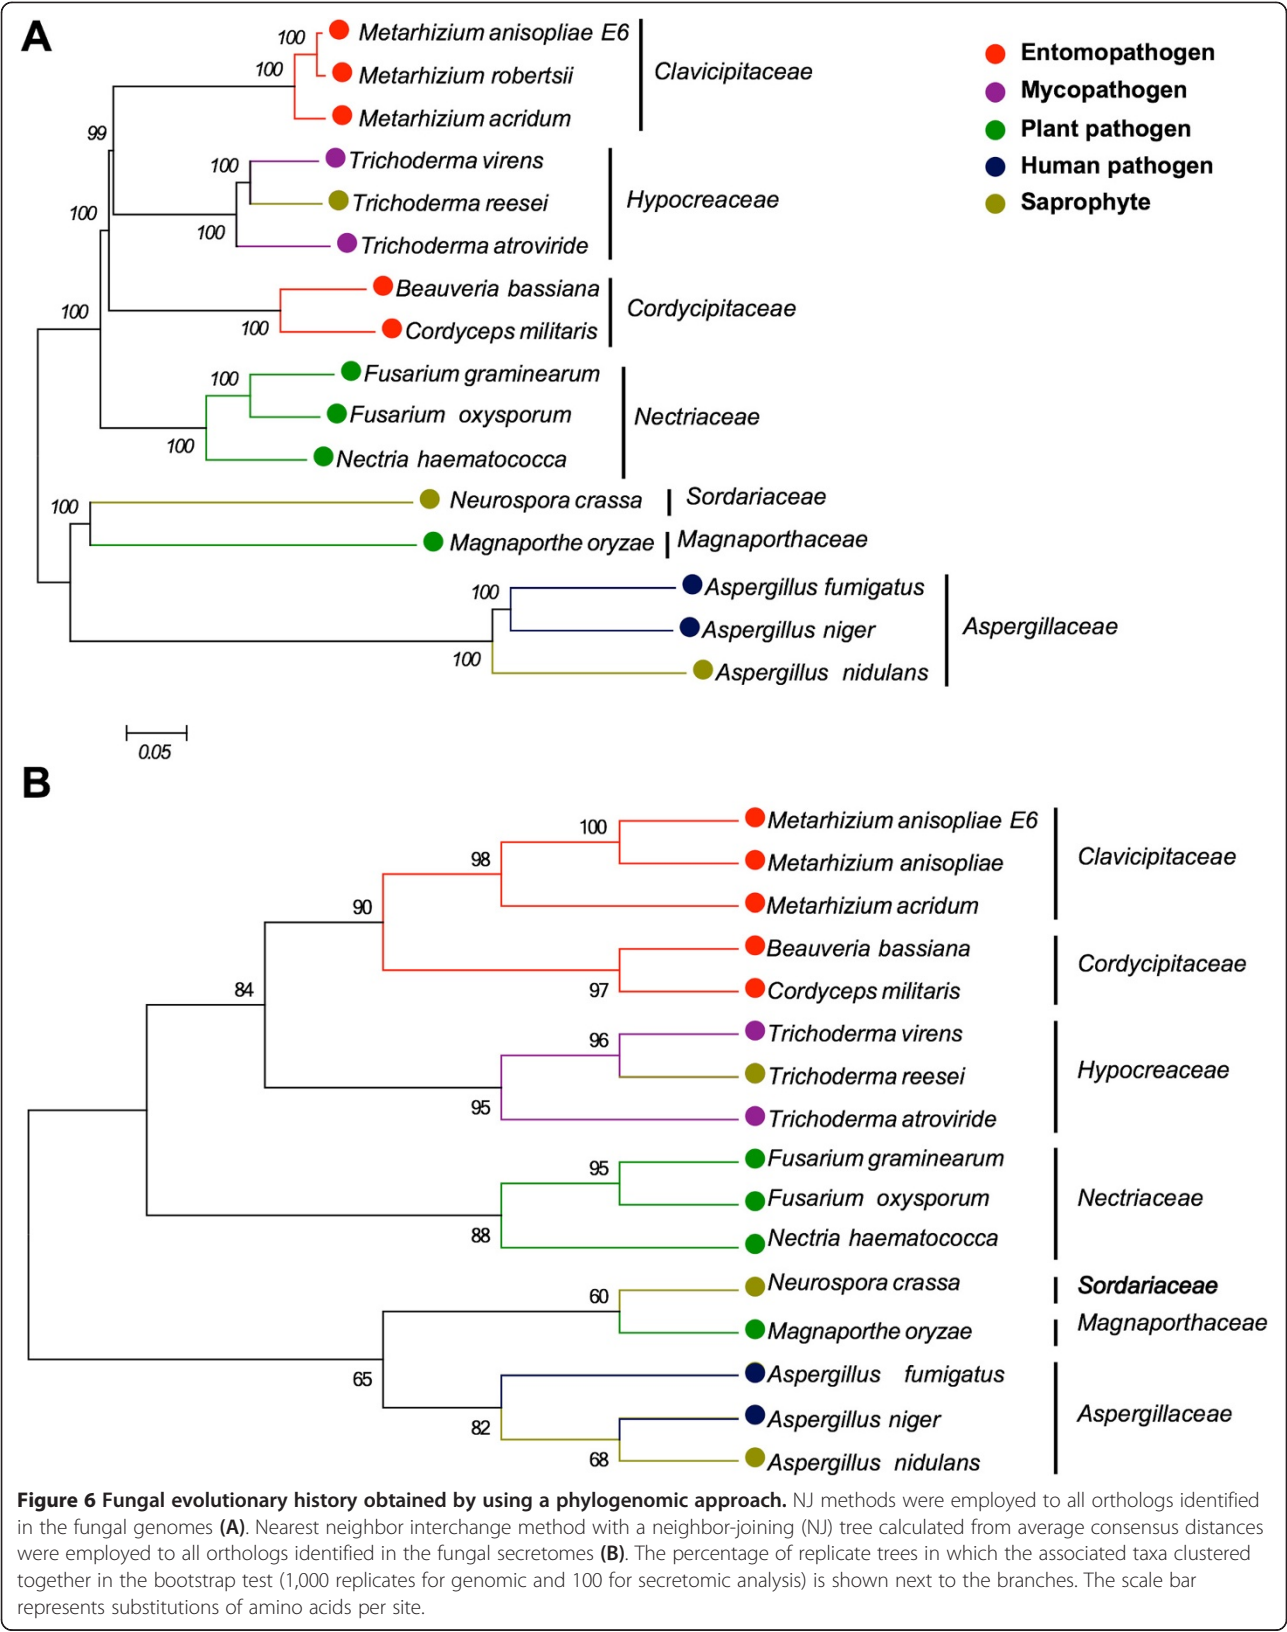 A
100
Metarhizium anisopliae E6
Entomopathogen
100
Metarhizium robertsii
Clavicipitaceae
Mycopathogen
Metarhizium acridum
Plant pathogen
99
100
Trichoderma virens
Human pathogen
Trichoderma reesei
Hypocreaceae
Saprophyte
100
100
Trichoderma atroviride
Beauveria bassiana
100
Cordycipitaceae
100
Cordyceps militaris
100
Fusarium graminearum
Fusarium oxysporum
Nectriaceae
100
Nectria haematococca
100
Neurospora crassa
Sordariaceae
Magnaporthe oryzae
Magnaporthaceae
100
Aspergillus fumigatus
Aspergillus niger
Aspergillaceae
100
Aspergillus nidulans
0.05
B
100
Metarhizium anisopliae E6
98
Metarhizium anisopliae
Clavicipitaceae
90
Metarhizium acridum
Beauveria bassiana
Cordycipitaceae
84
97
Cordyceps militaris
96
Trichoderma virens
Trichoderma reesei
Hypocreaceae
95
Trichoderma atroviride
95
Fusarium graminearum
Fusarium oxysporum
Nectriaceae
88
Nectria haematococca
60
Neurospora crassa
Sordariaceae
Magnaporthe oryzae
Magnaporthaceae
65
Aspergillus fumigatus
82
Aspergillus niger
Aspergillaceae
68
Aspergillus nidulans
Figure 6 Fungal evolutionary history obtained by using a phylogenomic approach. NJ methods were employed to all orthologs identified
in the fungal genomes (A). Nearest neighbor interchange method with a neighbor-joining (NJ) tree calculated from average consensus distances
were employed to all orthologs identified in the fungal secretomes (B). The percentage of replicate trees in which the associated taxa clustered
together in the bootstrap test (1,000 replicates for genomic and 100 for secretomic analysis) is shown next to the branches. The scale bar
represents substitutions of amino acids per site.